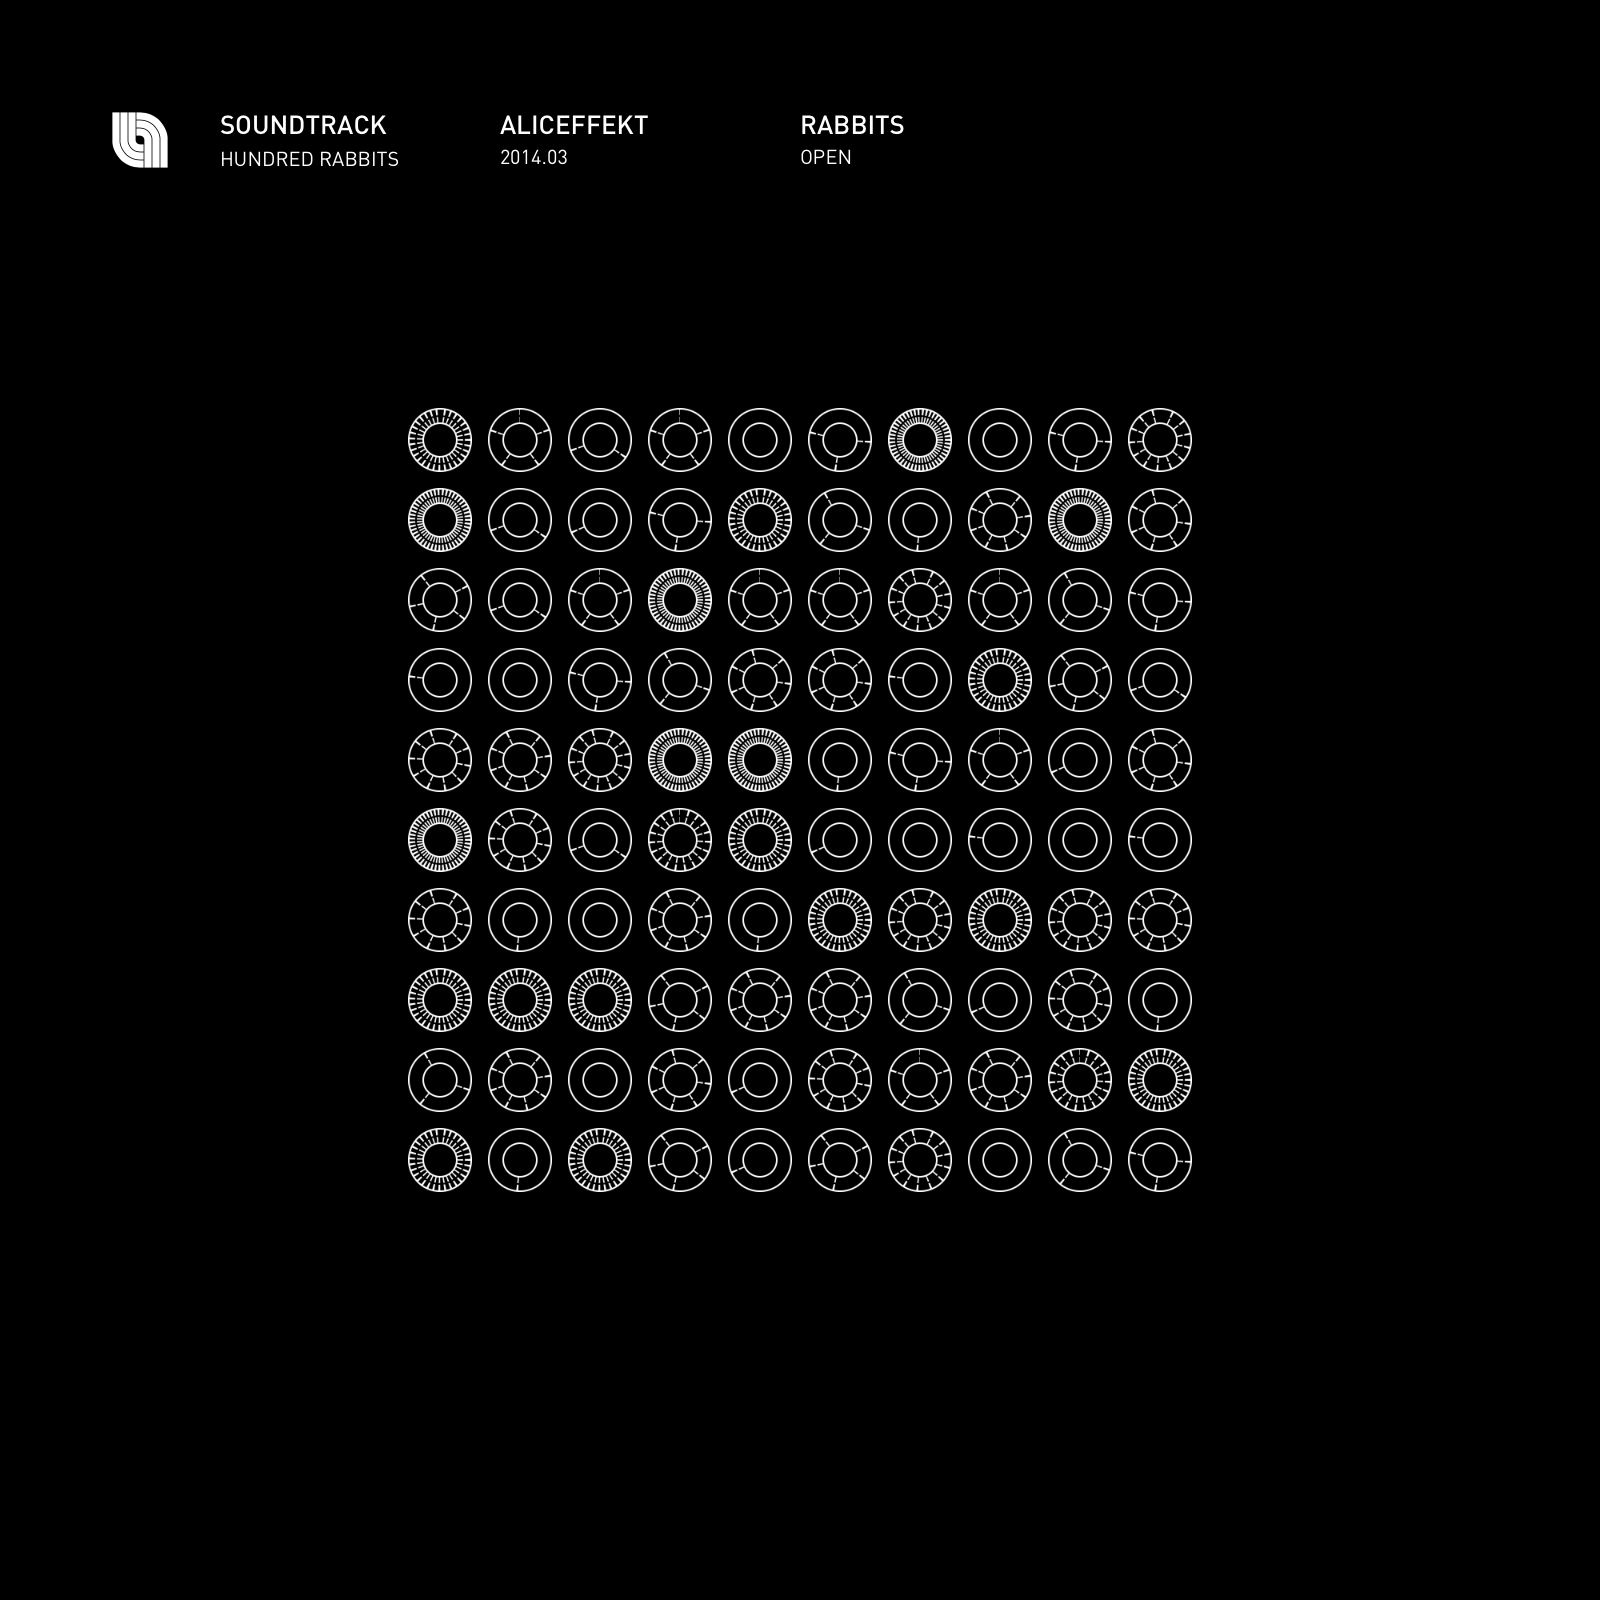 SOUNDTRACK
HUNDRED RABBITS
ALICEFFEKT
2014.03
RABBITS
OPEN